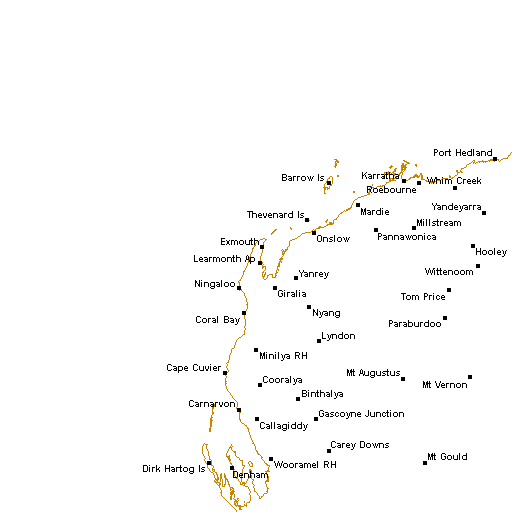 Port Hedland
Karratha
Barrow Is
Whim Creek
Roebourne
Yandeyarra
Mardie
Thevenard Is
Millstream
Pannawonica
Onslow
Exmouth
Hooley
Learmonth Ap
Wittenoom
Yanrey
Ningaloo
Giralia
Tom Price
Nyang
Coral Bay
Paraburdoo
Lyndon
Minilya RH
Cape Cuvier
Mt Augustus
Cooralya
Mt Vernon
Binthalya
Carnarvon
Gascoyne Junction
Callagiddy
Carey Downs
Mt Gould
Wooramel RH
Dirk Hartog Is
Denham